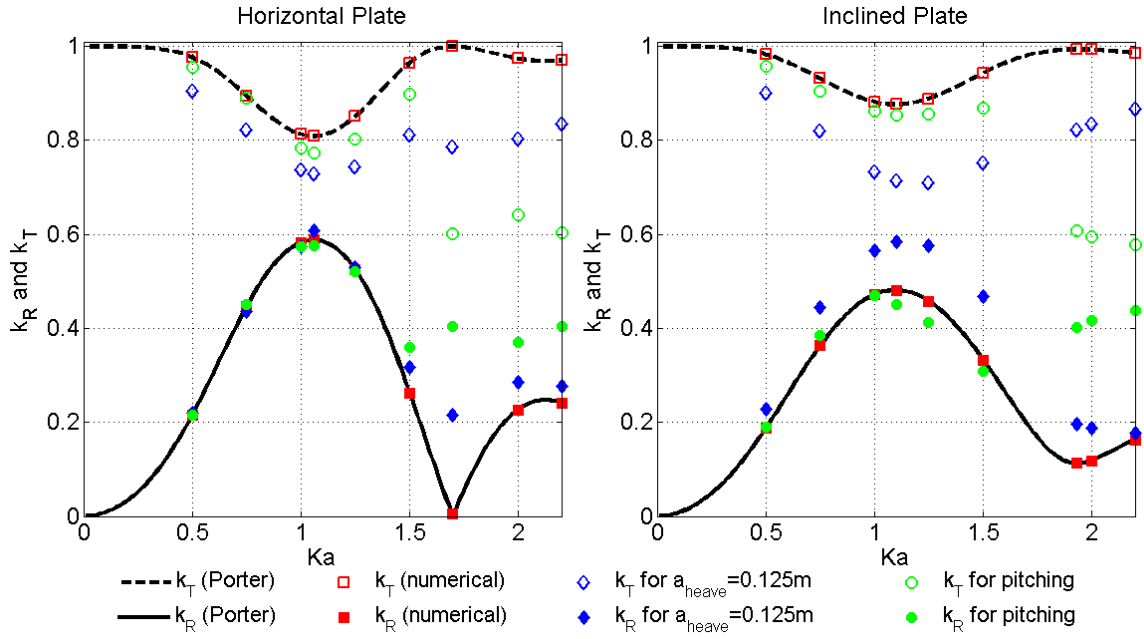 Horizontal Plate
Inclined Plate
k_R and k_T
1
0.8
0.6
0.4
0.2
0
0 0.5 1 1.5 2
Ka
k_R and k_T
1
0.8
0.6
0.4
0.2
0
0 0.5 1 1.5 2
Ka
k_T (Porter)
k_T (numerical)
k_T for a_heave=0.125m
k_T for pitching
k_R (Porter)
k_R (numerical)
k_R for a_heave=0.125m
k_R for pitching